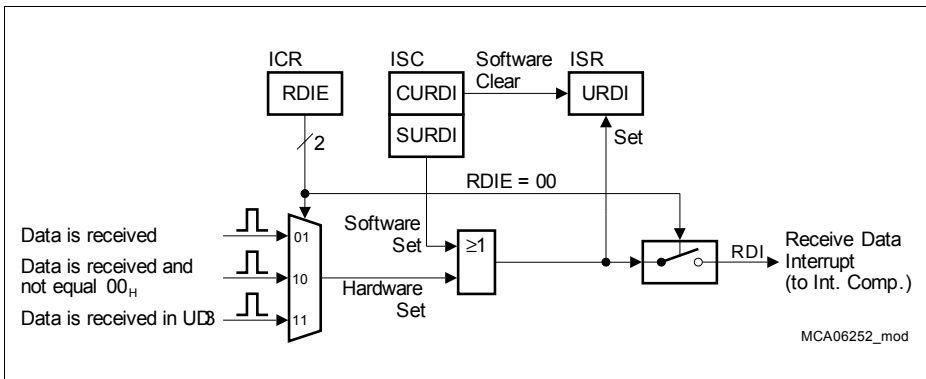 ICR
ISC
Software
Clear
ISR
RDIE
CURDI
URDI
SURDI
2
Set
RDIE = 00
Data is received
01
Software
Set
≥1
RDI
Receive Data
Interrupt
(to Int. Comp.)
Data is received and
not equal 00H
10
Hardware
Set
Data is received in UD3
11
MCA06252_mod